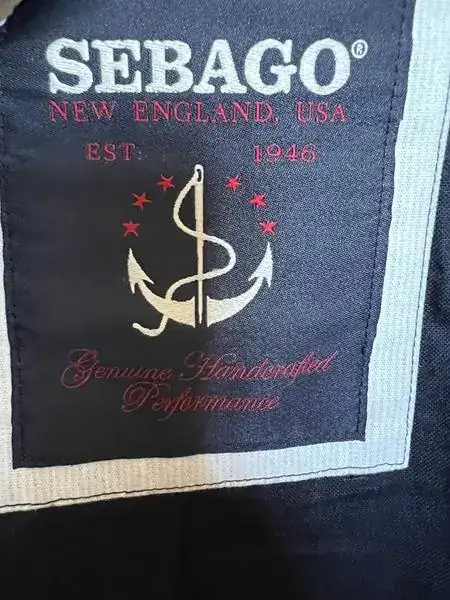 SEBAGO®
NEW ENGLAND, USA
EST: 1946
Genuine Handcrafted
Performance